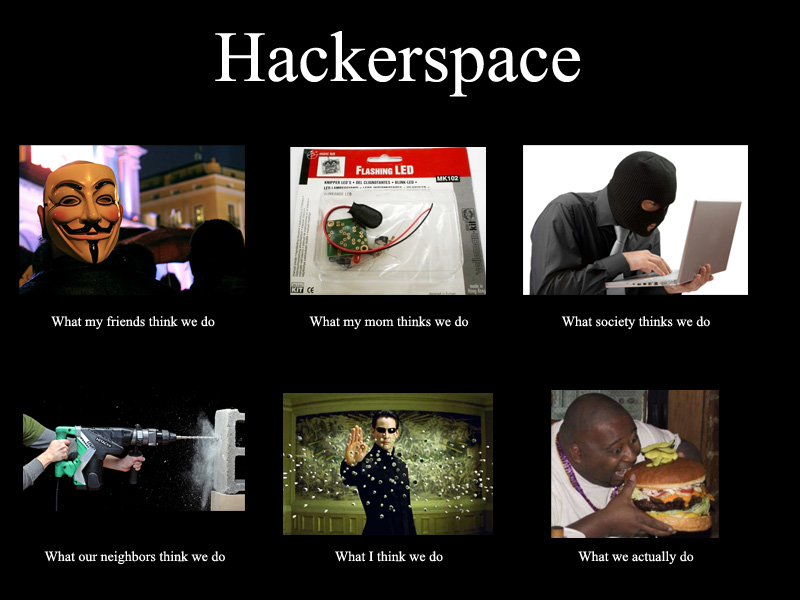 Hackerspace
FLASHING LED
MK102
KIT
What my friends think we do
What my mom thinks we do
What society thinks we do
What our neighbors think we do
What I think we do
What we actually do